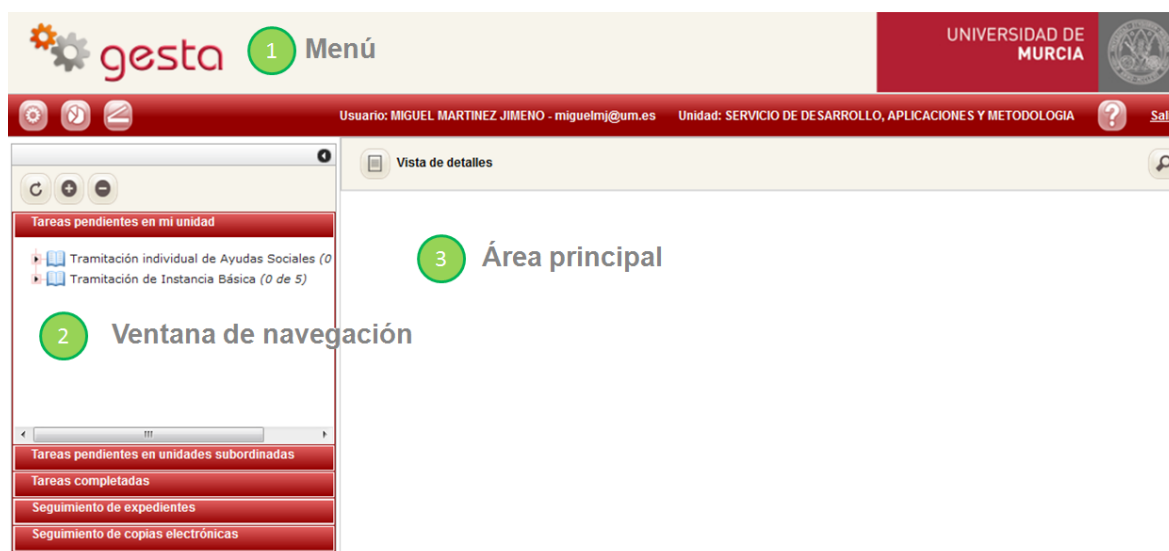 gesta
1 Menú
UNIVERSIDAD DE
MURCIA
Usuario: MIGUEL MARTINEZ JIMENO - miguelmj@um.es Unidad: SERVICIO DE DESARROLLO, APLICACIONES Y METODOLOGIA ? Sal
Vista de detalles
Tareas pendientes en mi unidad
Tramitación individual de Ayudas Sociales (0
Tramitación de Instancia Básica (0 de 5)
3 Área principal
2 Ventana de navegación
Tareas pendientes en unidades subordinadas
Tareas completadas
Seguimiento de expedientes
Seguimiento de copias electrónicas